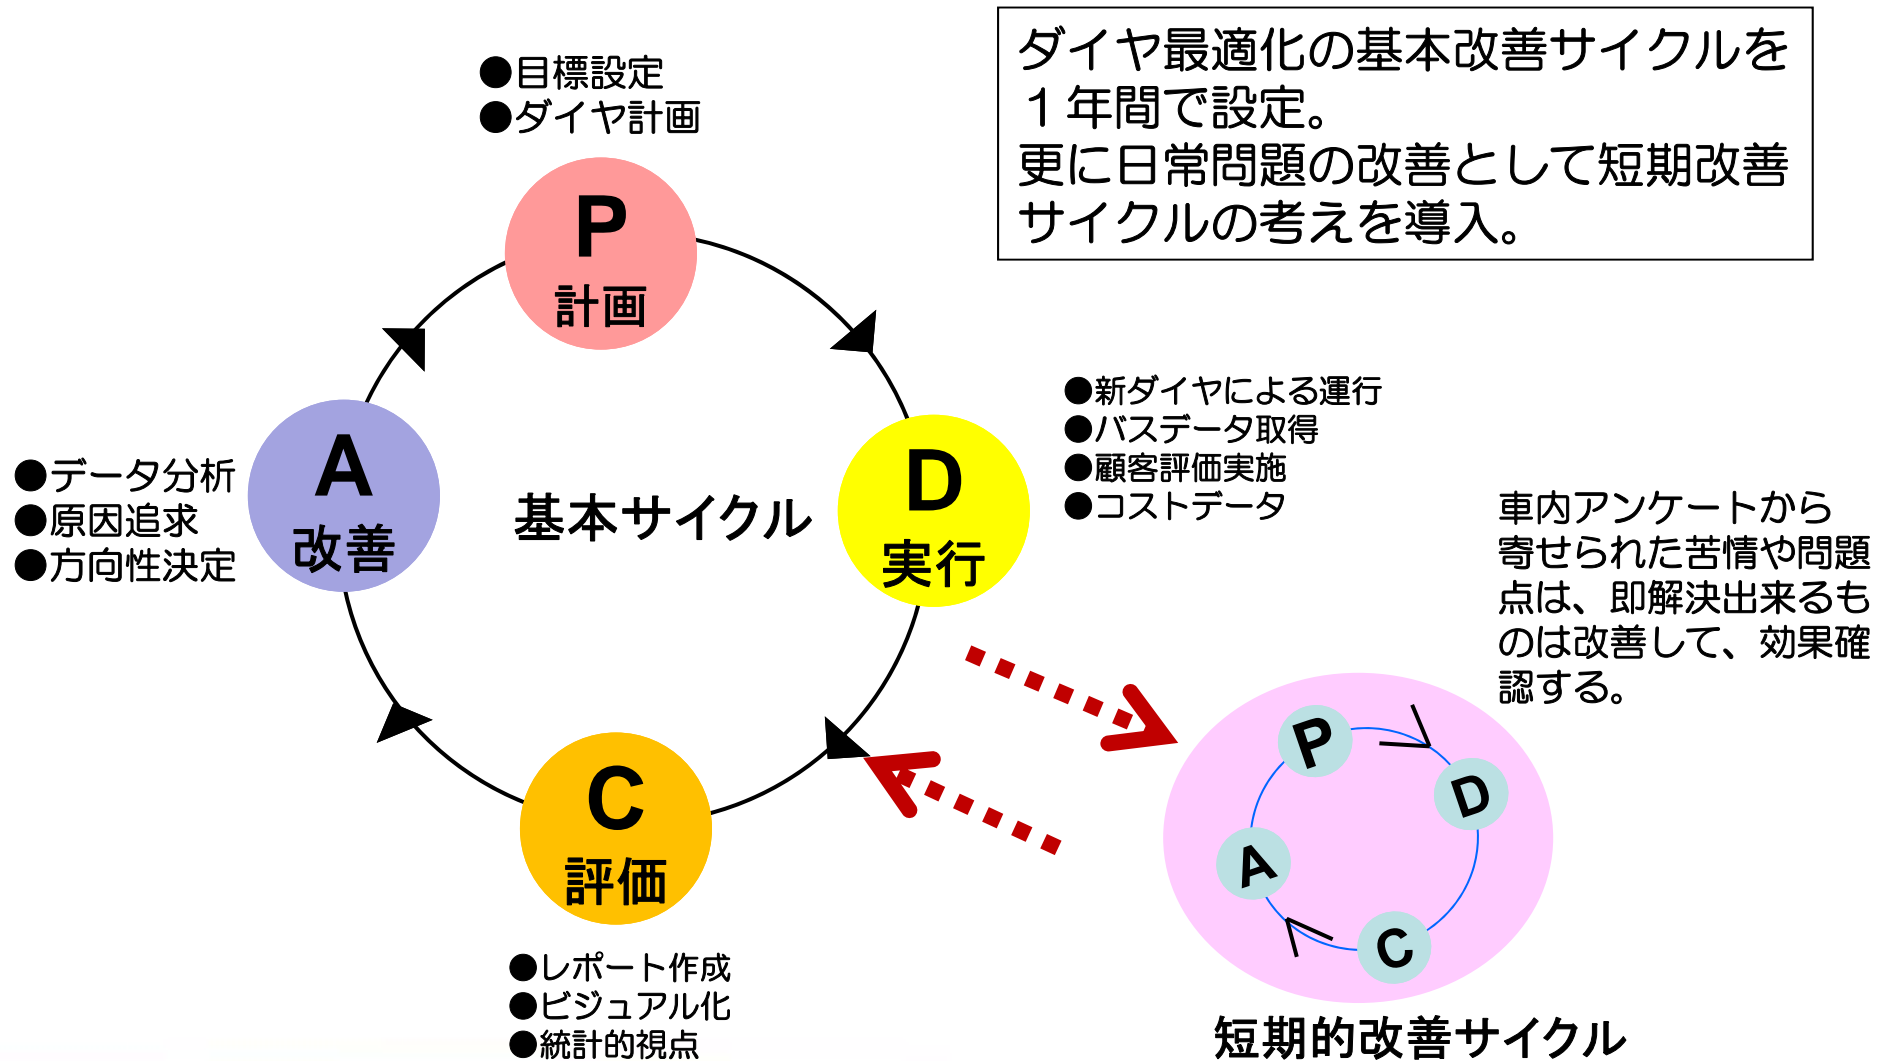 ダイヤ最適化の基本改善サイクルを
１年間で設定。
更に日常問題の改善として短期改善
サイクルの考えを導入。
●目標設定
●ダイヤ計画
P
計画
●新ダイヤによる運行
●バスデータ取得
●顧客評価実施
●コストデータ
D
実行
基本サイクル
A
改善
●データ分析
●原因追求
●方向性決定
C
評価
●レポート作成
●ビジュアル化
●統計的視点
車内アンケートから
寄せられた苦情や問題
点は、即解決出来るも
のは改善して、効果確
認する。
P
D
A
C
短期的改善サイクル